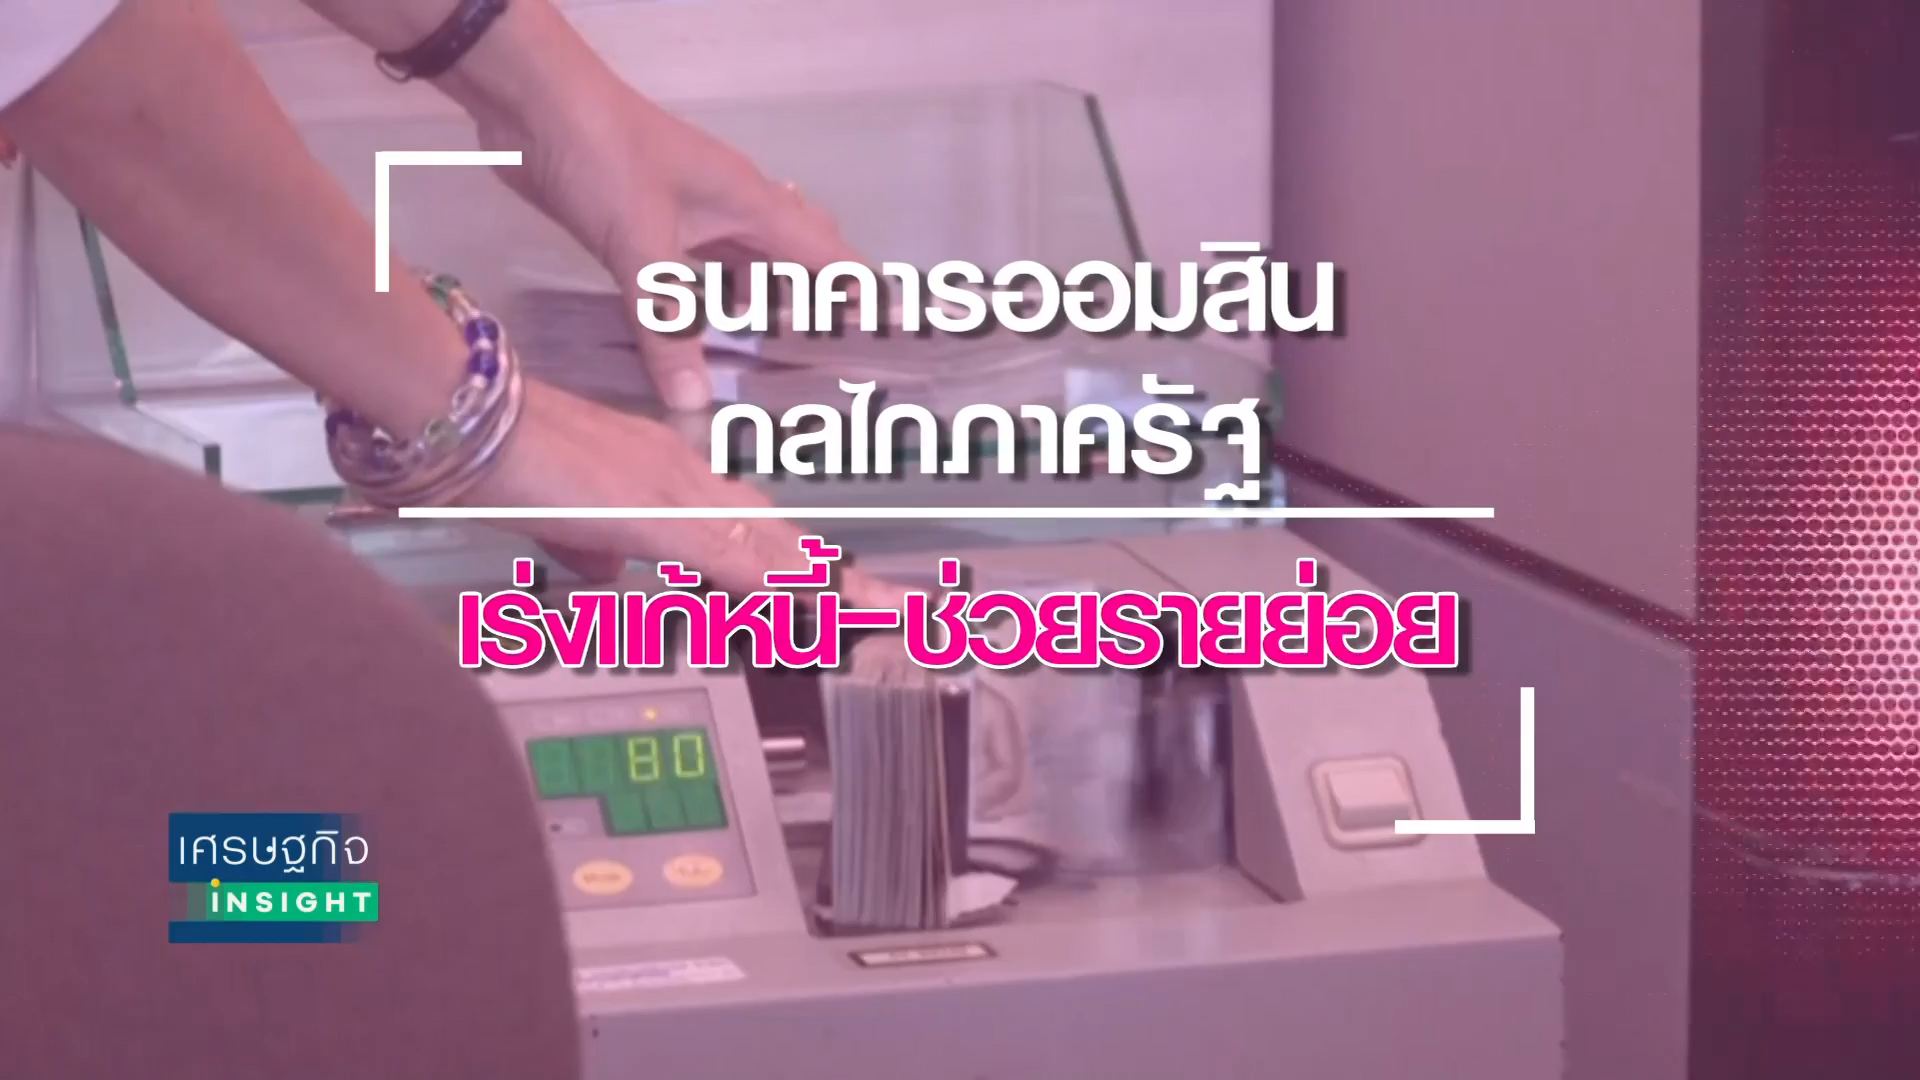 ธนาคารออมสิน
กลไกภาครัฐ
เร่งแก้หนี้-ช่วยรายย่อย
80
เศรษฐกิจ
INSIGHT